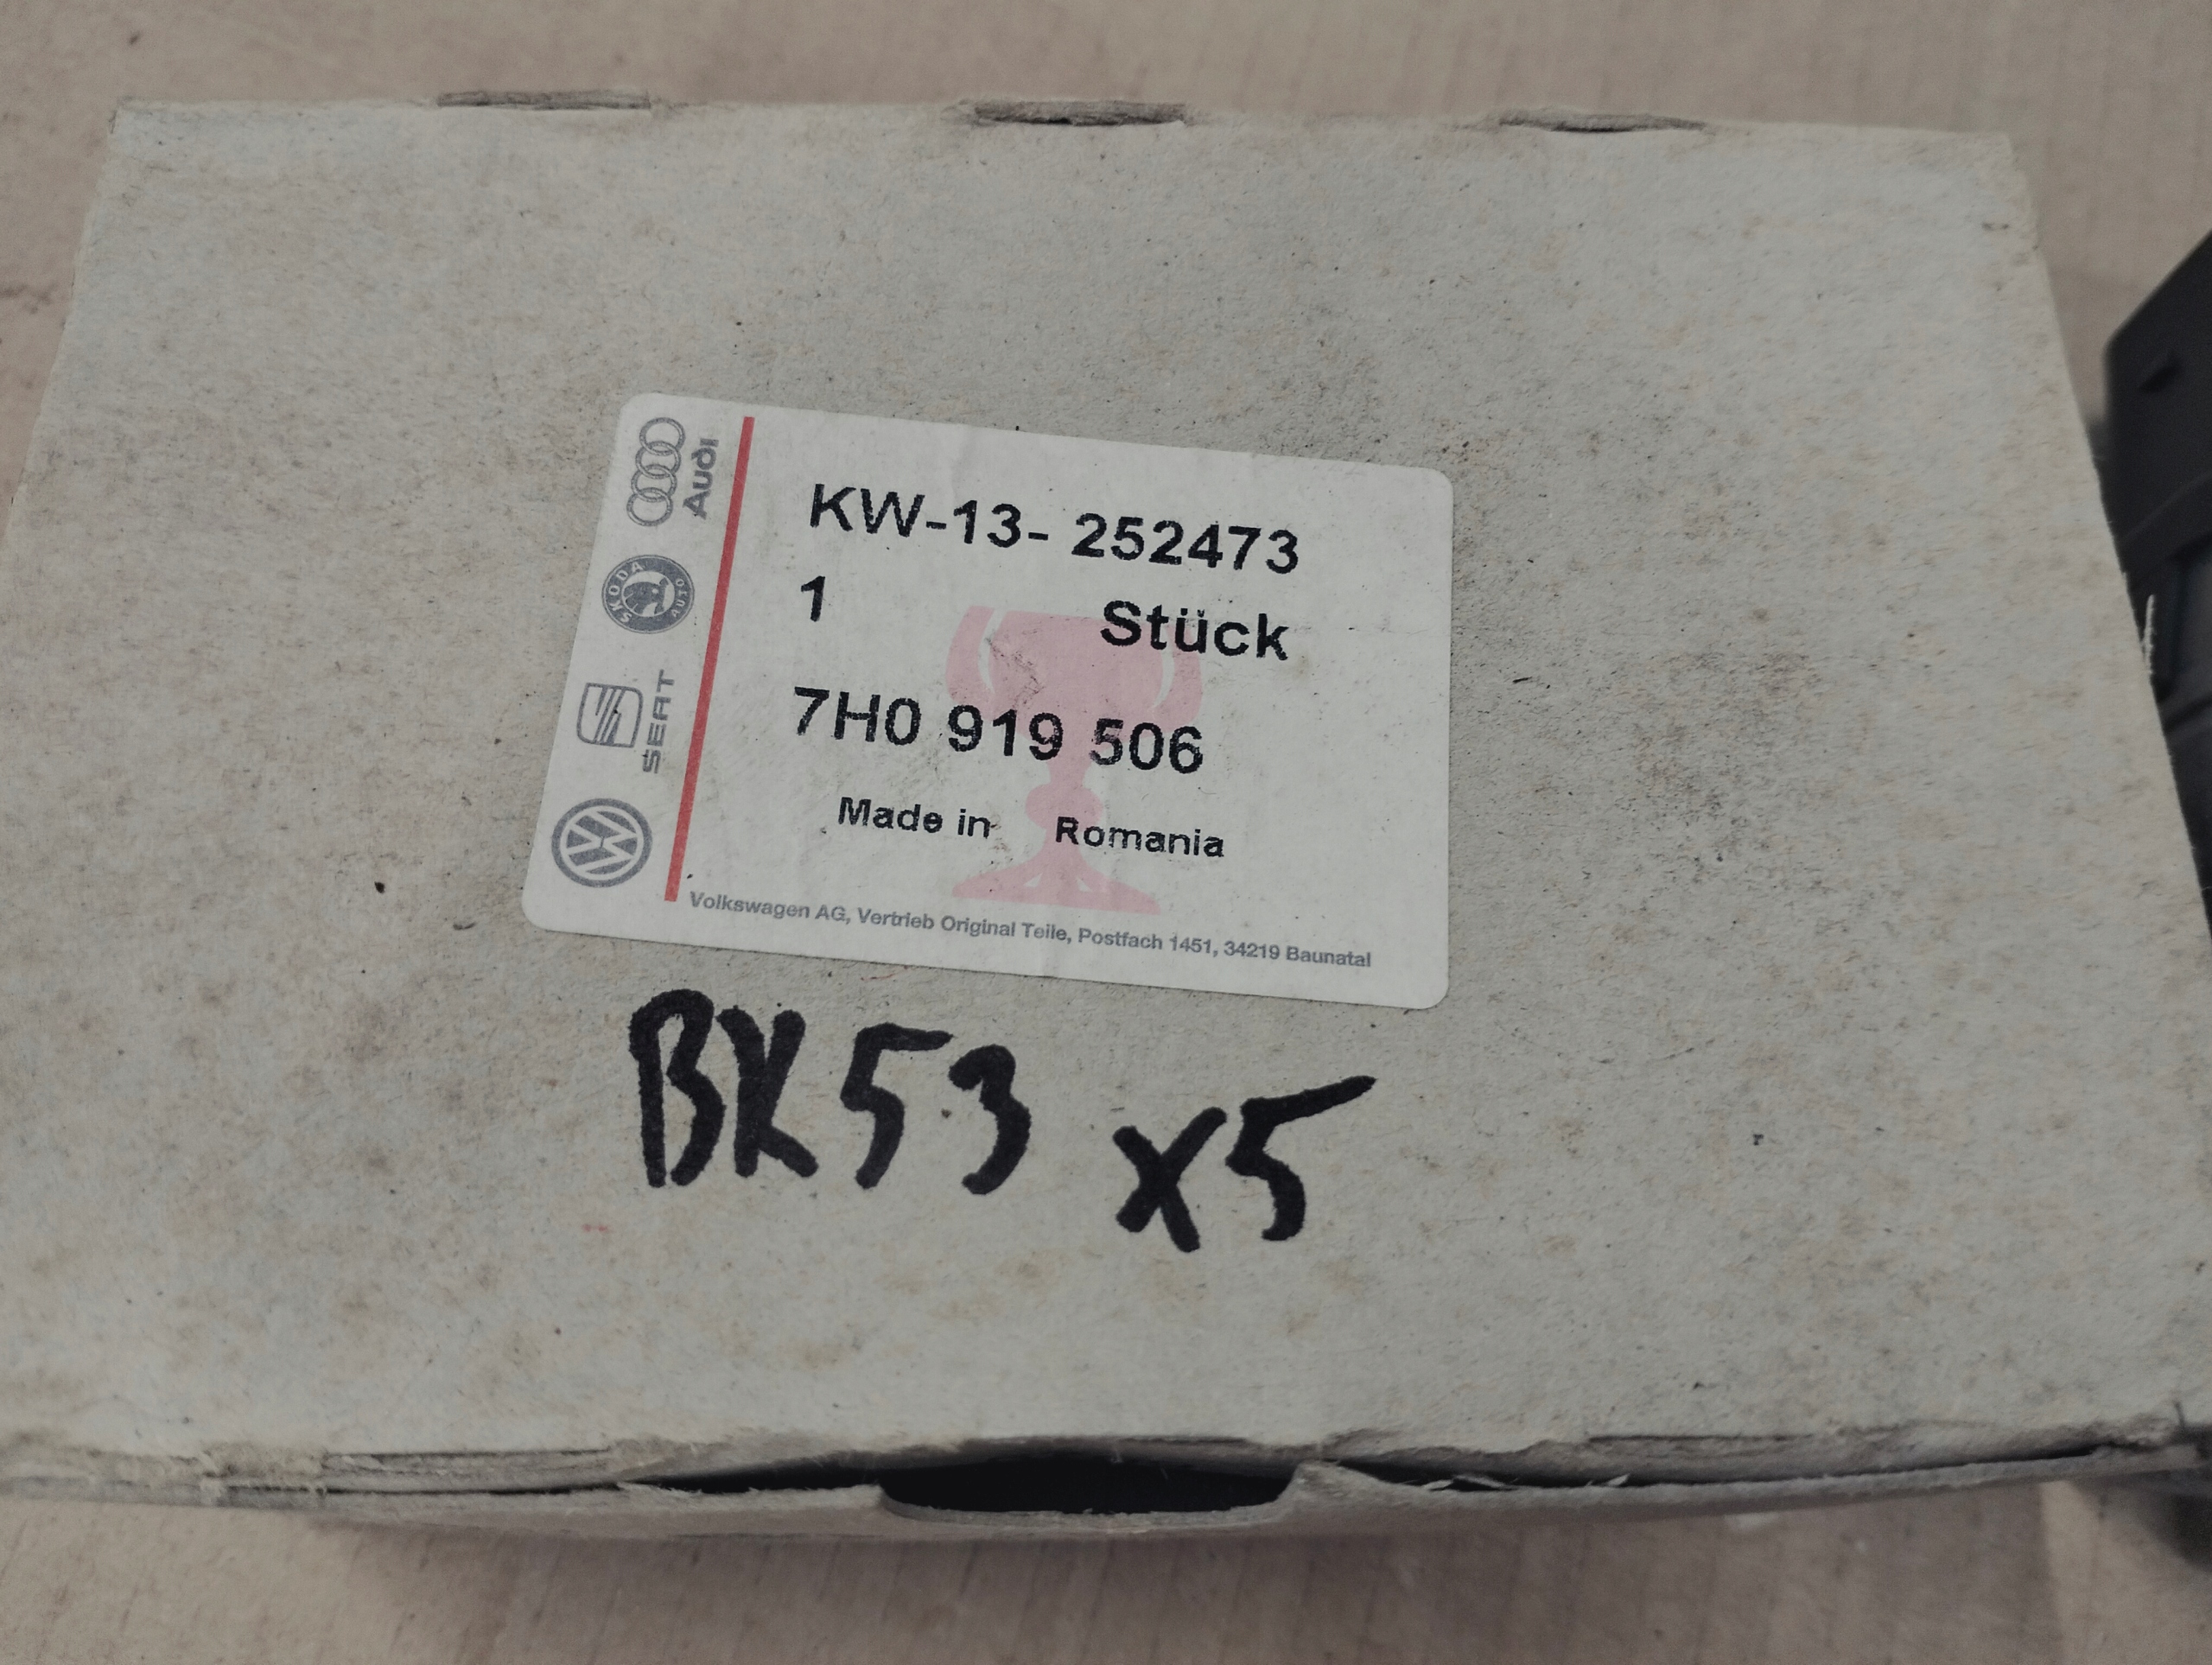 Audi
SKODA AUTO
SEAT
KW-13- 252473
1 Stück
7H0 919 506
Made in Romania
Volkswagen AG, Vertrieb Original Teile, Postfach 1451, 34219 Baunatal
BK53 x5